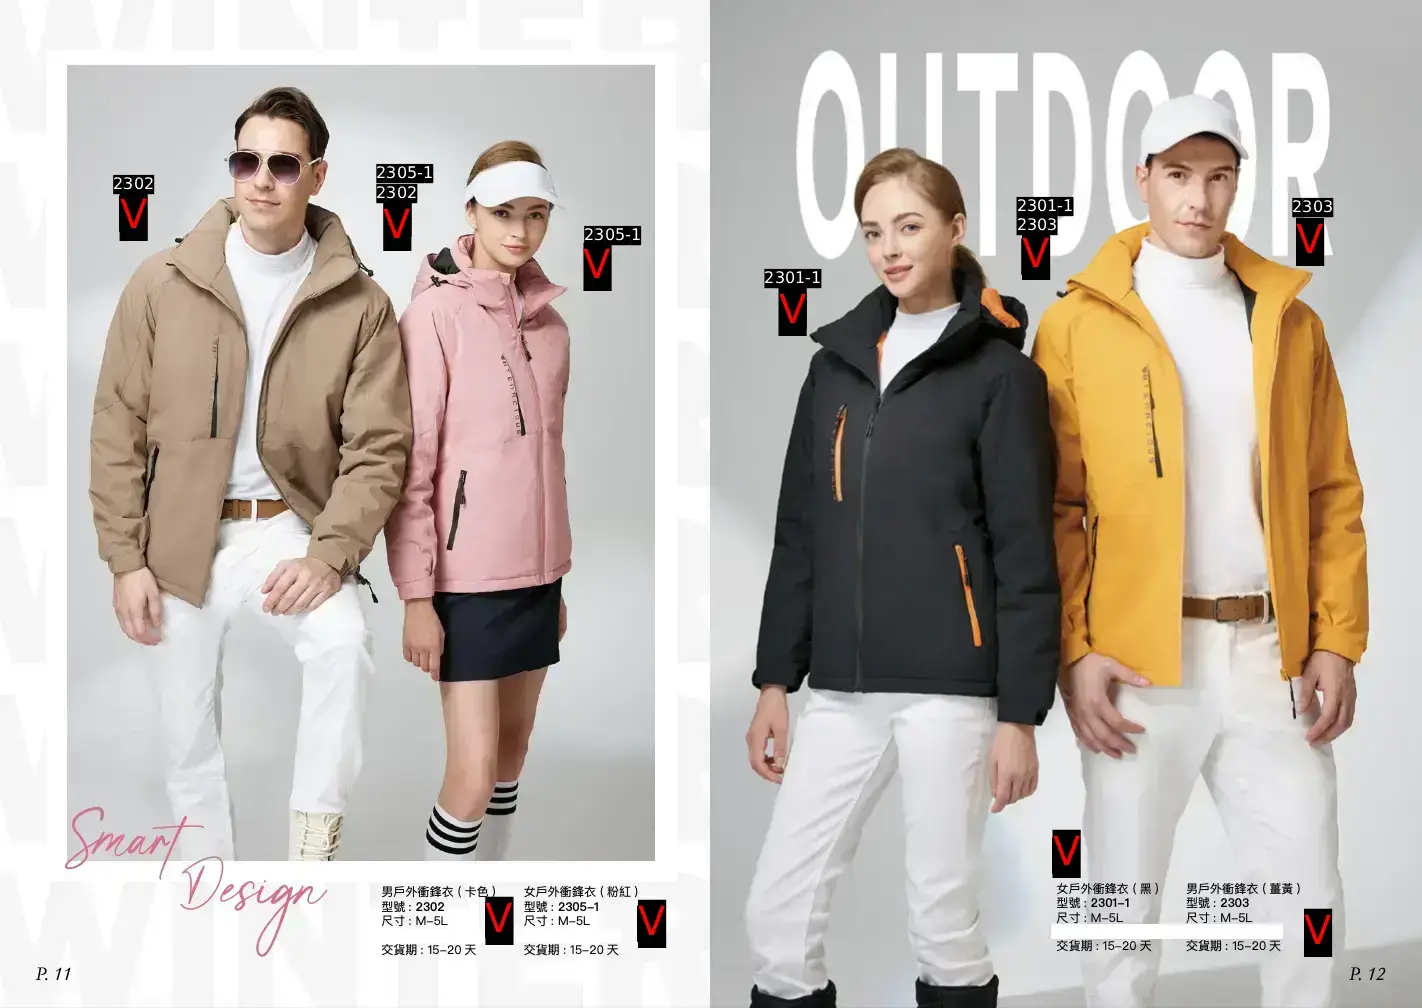 WINTER
OUTDOOR
2302
V
2305-1
2302
V
2305-1
V
2301-1
2303
V
2303
V
2301-1
V
Smart
Design
V
男戶外衝鋒衣 ( 卡色 )
型號 : 2302
尺寸 : M-5L
交貨期 : 15-20 天
V
女戶外衝鋒衣 ( 粉紅 )
型號 : 2305-1
尺寸 : M-5L
交貨期 : 15-20 天
V
女戶外衝鋒衣 ( 黑 )
型號 : 2301-1
尺寸 : M-5L
交貨期 : 15-20 天
男戶外衝鋒衣 ( 薑黃 )
型號 : 2303
尺寸 : M-5L
交貨期 : 15-20 天
V
P. 11
P. 12